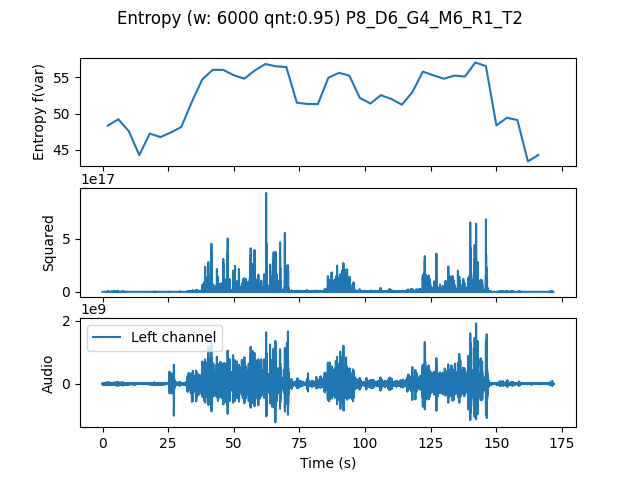 Entropy (w: 6000 qnt:0.95) P8_D6_G4_M6_R1_T2
Entropy f(var)
55
50
45
1e17
Squared
5
0
1e9
Audio
2
0
Left channel
0 25 50 75 100 125 150 175
Time (s)